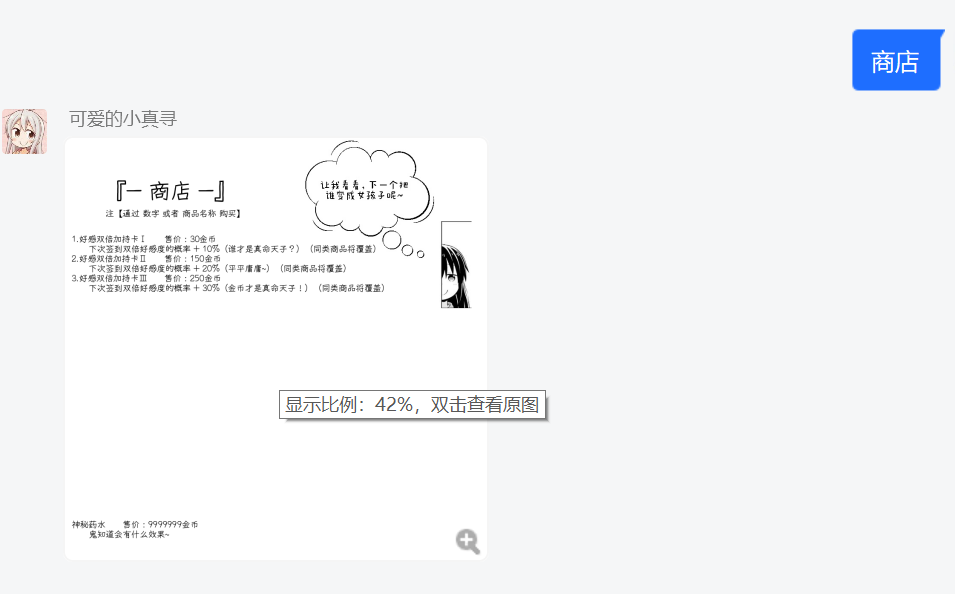 商店
可爱的小真寻
让我看看，下一个把
谁变成女孩子呢~
『一 商店 一』
注【通过 数字 或者 商品名称 购买】
1.好感双倍加持卡Ⅰ 售价：30金币
下次签到双倍好感度的概率 + 10%（谁才是真命天子？）（同类商品将覆盖）
2.好感双倍加持卡Ⅱ 售价：150金币
下次签到双倍好感度的概率 + 20%（平平庸庸~）（同类商品将覆盖）
3.好感双倍加持卡Ⅲ 售价：250金币
下次签到双倍好感度的概率 + 30%（金币才是真命天子！）（同类商品将覆盖）
显示比例：42%，双击查看原图
神秘药水 售价：9999999金币
鬼知道会有什么效果~